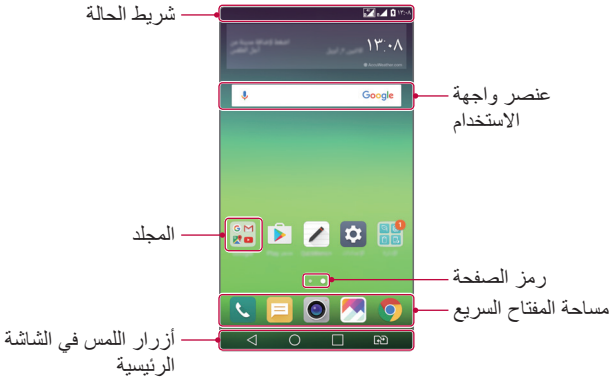 شريط الحالة
١٣:٠٨
١٣:٠٨
Google
عنصر واجهة
الاستخدام
المجلد
1
رمز الصفحة
مساحة المفتاح السريع
أزرار اللمس في الشاشة
الرئيسية